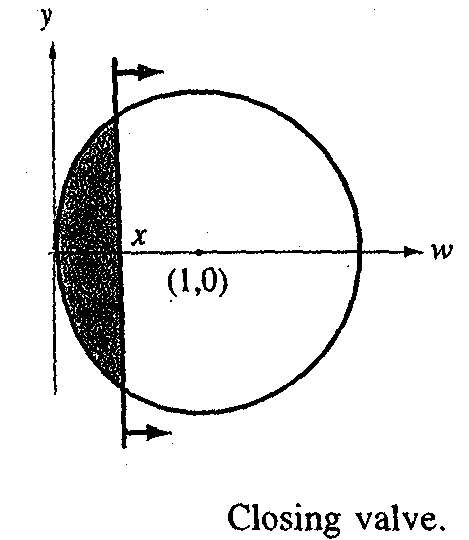 y
x
w
(1,0)
Closing valve.